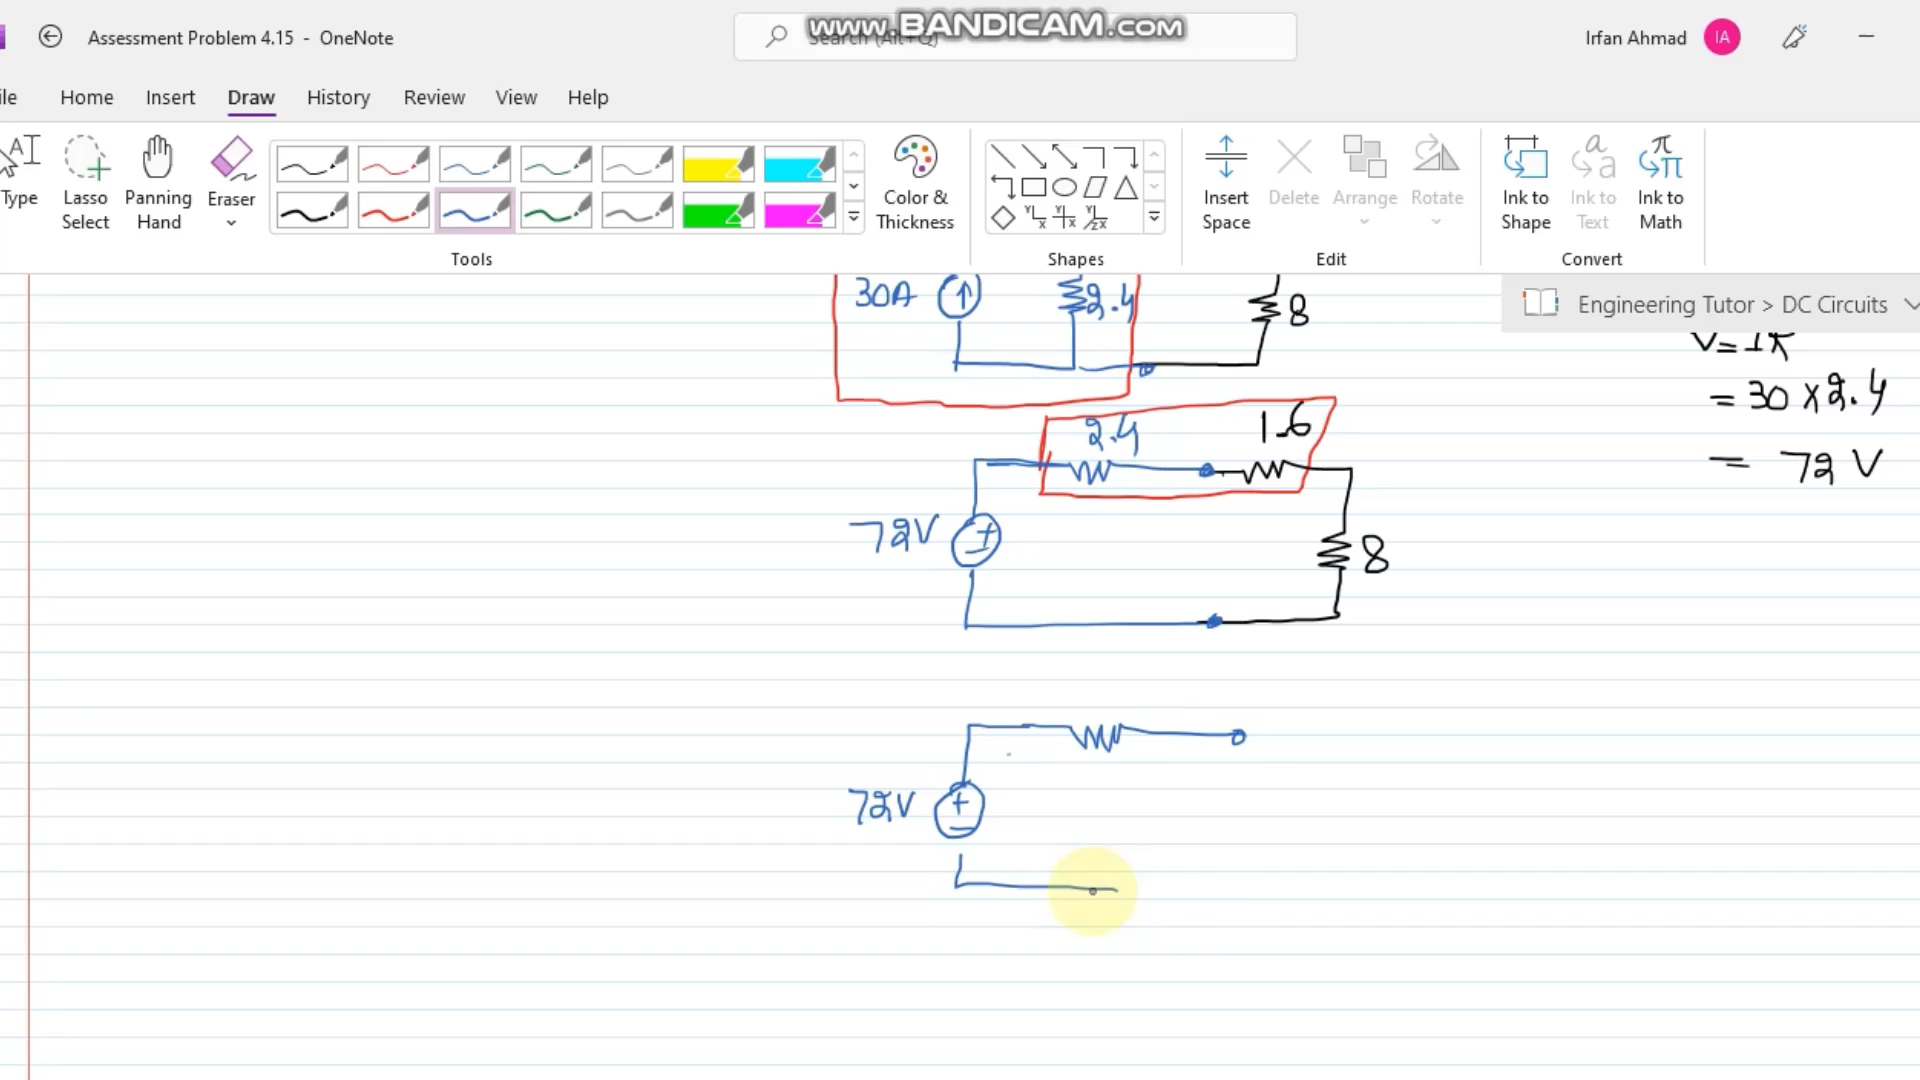 Assessment Problem 4.15 - OneNote
www.BANDICAM.com
Search (Alt+Q)
Irfan Ahmad
IA
ile
Home
Insert
Draw
History
Review
View
Help
Type
Lasso Select
Panning Hand
Eraser
Color & Thickness
Insert Space
Delete
Arrange
Rotate
Ink to Shape
Ink to Text
Ink to Math
Tools
Shapes
Edit
Convert
Engineering Tutor > DC Circuits
30A
2.4
8
V=IR
= 30 x 2.4
= 72 V
2.4
1.6
72V
8
72V